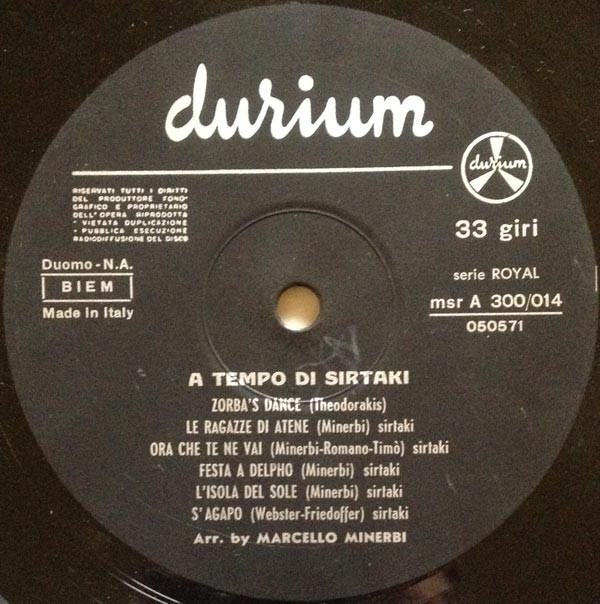 durium
durium
RISERVATI TUTTI I DIRITTI
DEL PRODUTTORE FONO-
GRAFICO E PROPRIETARIO
DELL'OPERA RIPRODOTTA
- VIETATA DUPLICAZIONE
- PUBBLICA ESECUZIONE
RADIODIFFUSIONE DEL DISCO
33 giri
Duomo - N.A.
BIEM
Made in Italy
serie ROYAL
msr A 300/014
050571
A TEMPO DI SIRTAKI
ZORBA'S DANCE (Theodorakis)
LE RAGAZZE DI ATENE (Minerbi) sirtaki
ORA CHE TE NE VAI (Minerbi-Romano-Timò) sirtaki
FESTA A DELPHO (Minerbi) sirtaki
L'ISOLA DEL SOLE (Minerbi) sirtaki
S'AGAPO (Webster-Friedoffer) sirtaki
Arr. by MARCELLO MINERBI